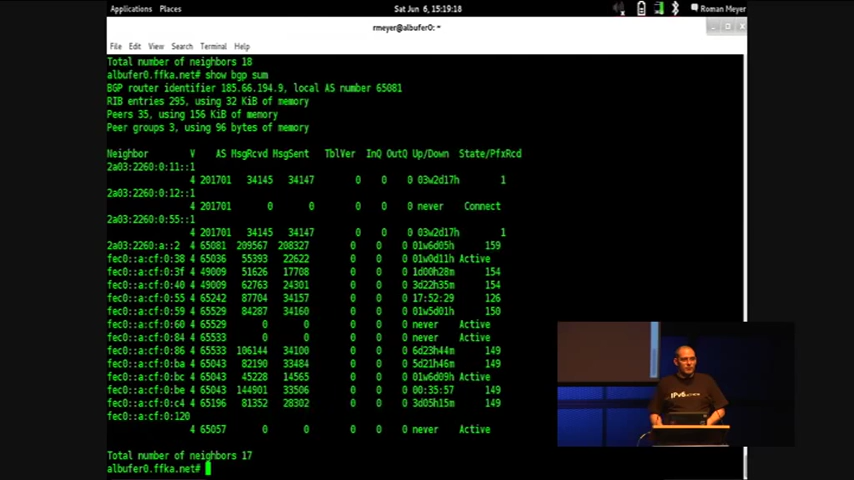 Applications Places Sat Jun 6, 15:19:18 Roman Meyer
rmeyer@albufer0: ~
File Edit View Search Terminal Help
Total number of neighbors 18
albufer0.ffka.net# show bgp sum
BGP router identifier 185.66.194.9, local AS number 65081
RIB entries 295, using 32 KiB of memory
Peers 35, using 156 KiB of memory
Peer groups 3, using 96 bytes of memory
Neighbor V AS MsgRcvd MsgSent TblVer InQ OutQ Up/Down State/PfxRcd
2a03:2260:0:11::1
4 201701 34145 34147 0 0 0 03w2d17h 1
2a03:2260:0:12::1
4 201701 0 0 0 0 0 never Connect
2a03:2260:0:55::1
4 201701 34145 34147 0 0 0 03w2d17h 1
2a03:2260:a::2 4 65081 209567 208327 0 0 0 01w6d05h 159
fec0::a:cf:0:38 4 65036 55393 22622 0 0 0 01w0d11h Active
fec0::a:cf:0:3f 4 49009 51626 17708 0 0 0 1d00h28m 154
fec0::a:cf:0:40 4 49009 62763 24301 0 0 0 3d22h35m 154
fec0::a:cf:0:55 4 65242 87704 34157 0 0 0 17:52:29 126
fec0::a:cf:0:59 4 65529 84287 34160 0 0 0 01w5d01h 150
fec0::a:cf:0:60 4 65529 0 0 0 0 0 never Active
fec0::a:cf:0:84 4 65533 0 0 0 0 0 never Active
fec0::a:cf:0:86 4 65533 106144 34100 0 0 0 6d23h44m 149
fec0::a:cf:0:ba 4 65043 82190 33484 0 0 0 5d21h46m 149
fec0::a:cf:0:bc 4 65043 45228 14565 0 0 0 01w6d09h Active
fec0::a:cf:0:be 4 65043 144901 33506 0 0 0 00:35:57 149
fec0::a:cf:0:c4 4 65196 81352 28302 0 0 0 3d05h15m 149
fec0::a:cf:0:120
4 65057 0 0 0 0 0 never Active
Total number of neighbors 17
albufer0.ffka.net#
IPv6